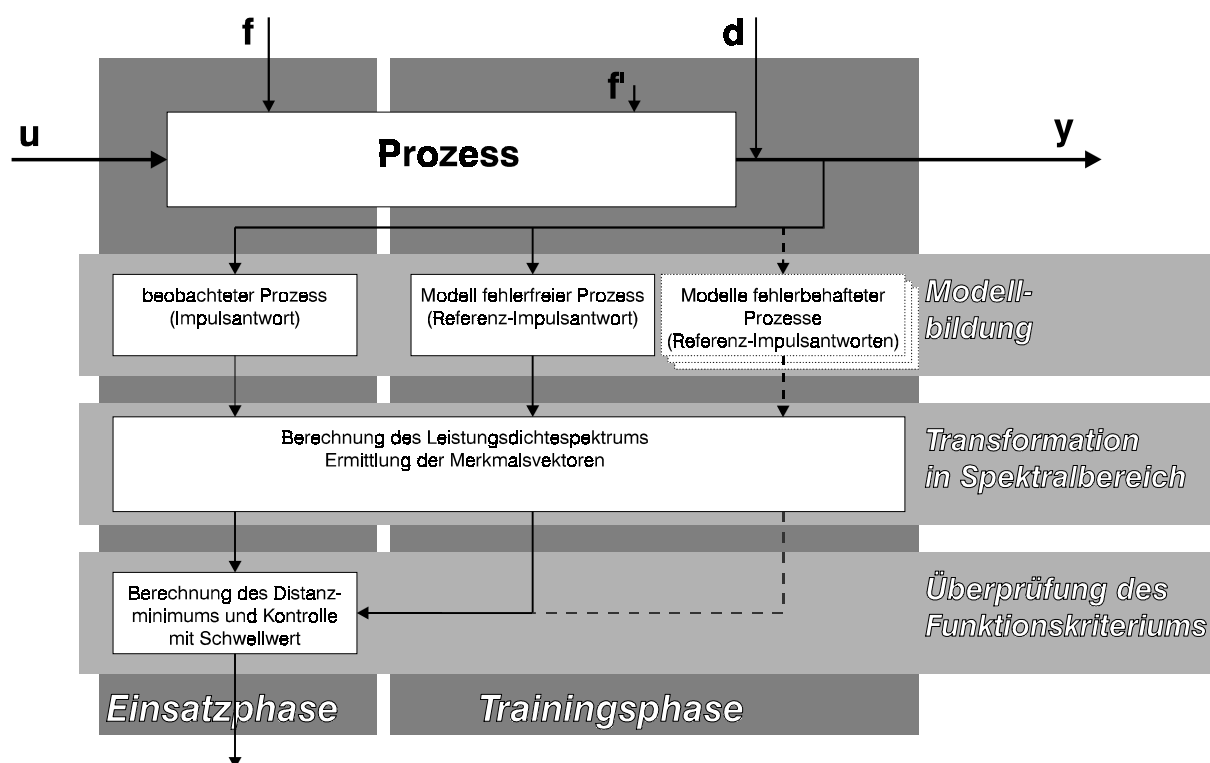 f
d
f'
u
Prozess
y
beobachteter Prozess
(Impulsantwort)
Modell fehlerfreier Prozess
(Referenz-Impulsantwort)
Modelle fehlerbehafteter
Prozesse
(Referenz-Impulsantworten)
Modell-
bildung
Berechnung des Leistungsdichtespektrums
Ermittlung der Merkmalsvektoren
Transformation
in Spektralbereich
Berechnung des Distanz-
minimums und Kontrolle
mit Schwellwert
Überprüfung des
Funktionskriteriums
Einsatzphase
Trainingsphase